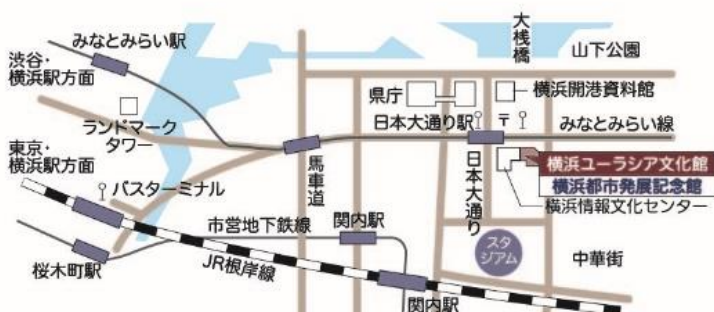 みなとみらい駅
渋谷・
横浜駅方面
ランドマーク
タワー
東京・
横浜駅方面
バスターミナル
桜木町駅
市営地下鉄線
JR根岸線
馬車道
関内駅
関内駅
大桟橋
山下公園
県庁
横浜開港資料館
日本大通り駅
〒
みなとみらい線
日本大通り
横浜ユーラシア文化館
横浜都市発展記念館
横浜情報文化センター
スタ
ジアム
中華街